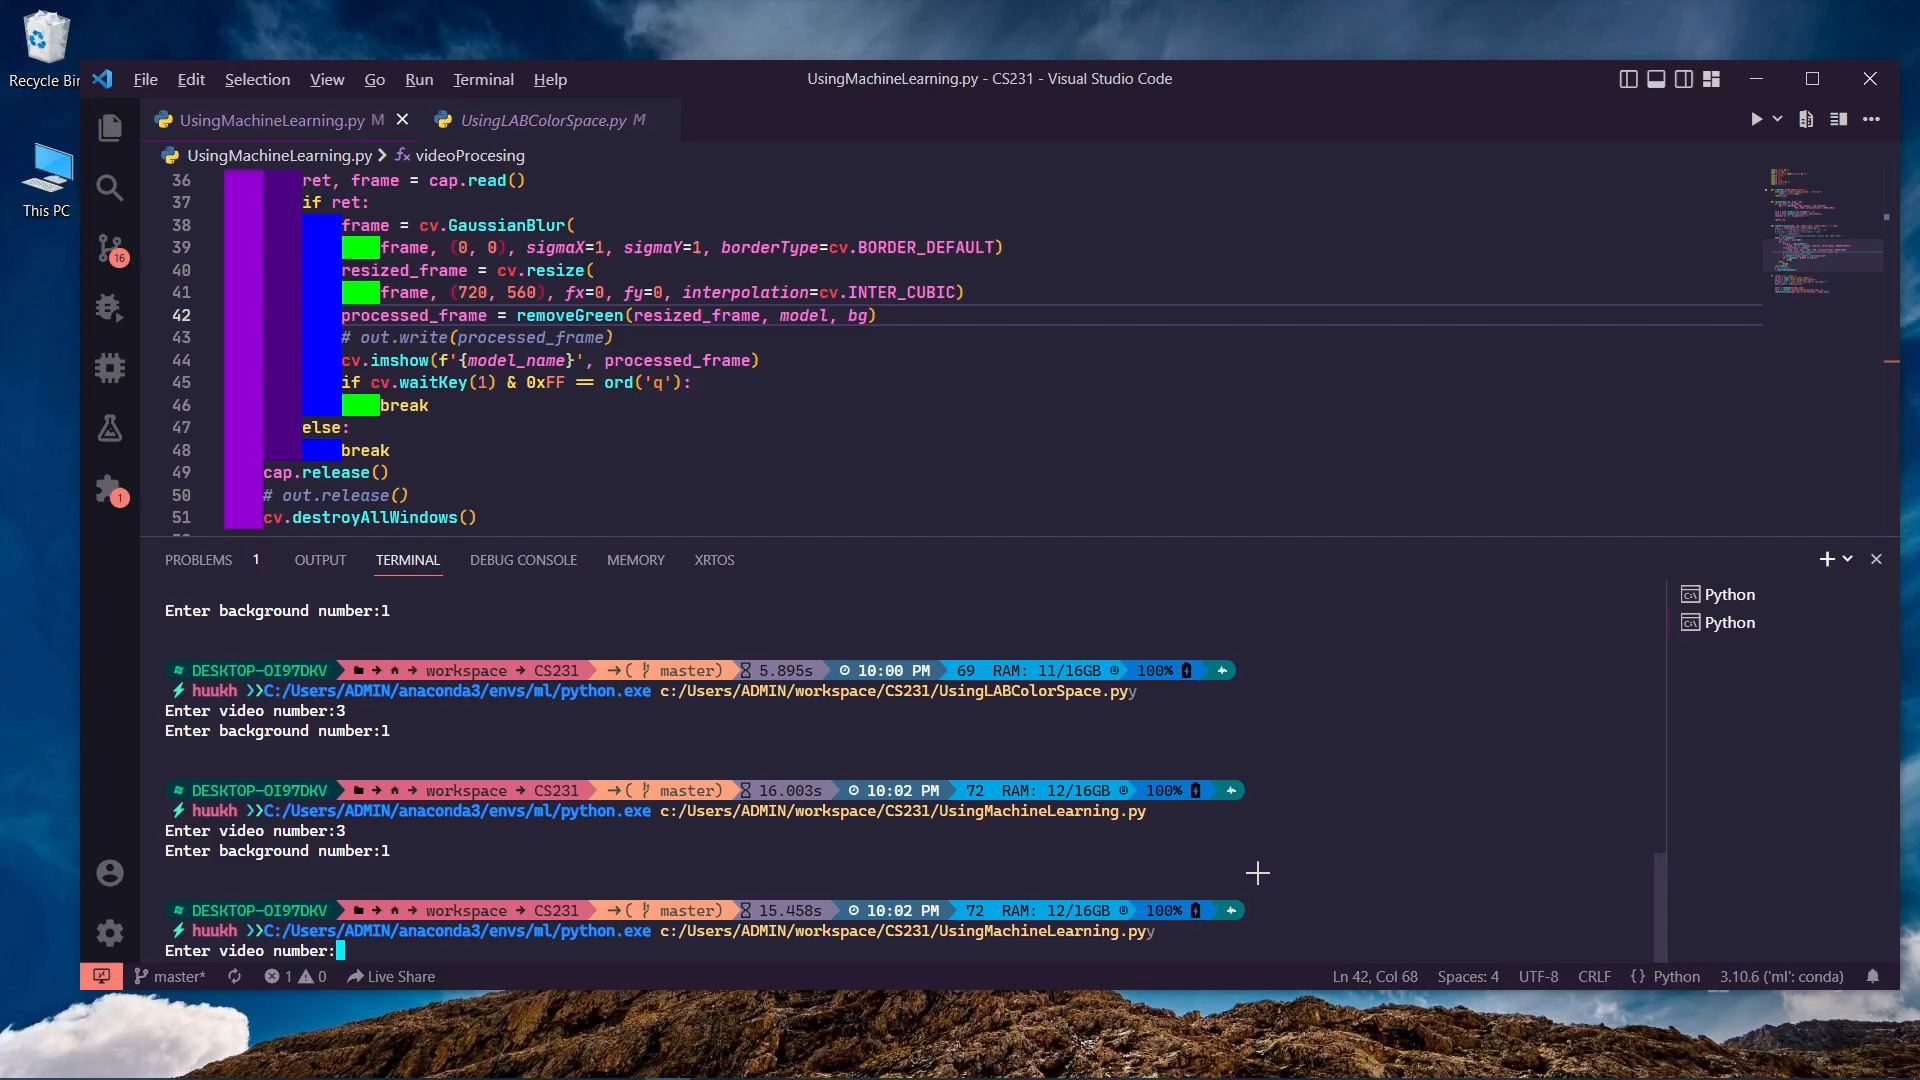 Recycle Bin
This PC
File Edit Selection View Go Run Terminal Help
UsingMachineLearning.py - CS231 - Visual Studio Code
UsingMachineLearning.py M
UsingLABColorSpace.py M
UsingMachineLearning.py > videoProcesing
36 ret, frame = cap.read()
37 if ret:
38 frame = cv.GaussianBlur(
39 frame, (0, 0), sigmaX=1, sigmaY=1, borderType=cv.BORDER_DEFAULT)
40 resized_frame = cv.resize(
41 frame, (720, 560), fx=0, fy=0, interpolation=cv.INTER_CUBIC)
42 processed_frame = removeGreen(resized_frame, model, bg)
43 # out.write(processed_frame)
44 cv.imshow(f'{model_name}', processed_frame)
45 if cv.waitKey(1) & 0xFF == ord('q'):
46 break
47 else:
48 break
49 cap.release()
50 # out.release()
51 cv.destroyAllWindows()
16
1
PROBLEMS 1 OUTPUT TERMINAL DEBUG CONSOLE MEMORY XRTOS
Python
Python
Enter background number:1
DESKTOP-OI97DKV workspace CS231 ( master) 5.895s 10:00 PM 69 RAM: 11/16GB 100%
huukh ❯❯C:/Users/ADMIN/anaconda3/envs/ml/python.exe c:/Users/ADMIN/workspace/CS231/UsingLABColorSpace.pyy
Enter video number:3
Enter background number:1
DESKTOP-OI97DKV workspace CS231 ( master) 16.003s 10:02 PM 72 RAM: 12/16GB 100%
huukh ❯❯C:/Users/ADMIN/anaconda3/envs/ml/python.exe c:/Users/ADMIN/workspace/CS231/UsingMachineLearning.py
Enter video number:3
Enter background number:1
DESKTOP-OI97DKV workspace CS231 ( master) 15.458s 10:02 PM 72 RAM: 12/16GB 100%
huukh ❯❯C:/Users/ADMIN/anaconda3/envs/ml/python.exe c:/Users/ADMIN/workspace/CS231/UsingMachineLearning.pyy
Enter video number:
master* 1 0 Live Share
Ln 42, Col 68 Spaces: 4 UTF-8 CRLF {} Python 3.10.6 ('ml': conda)